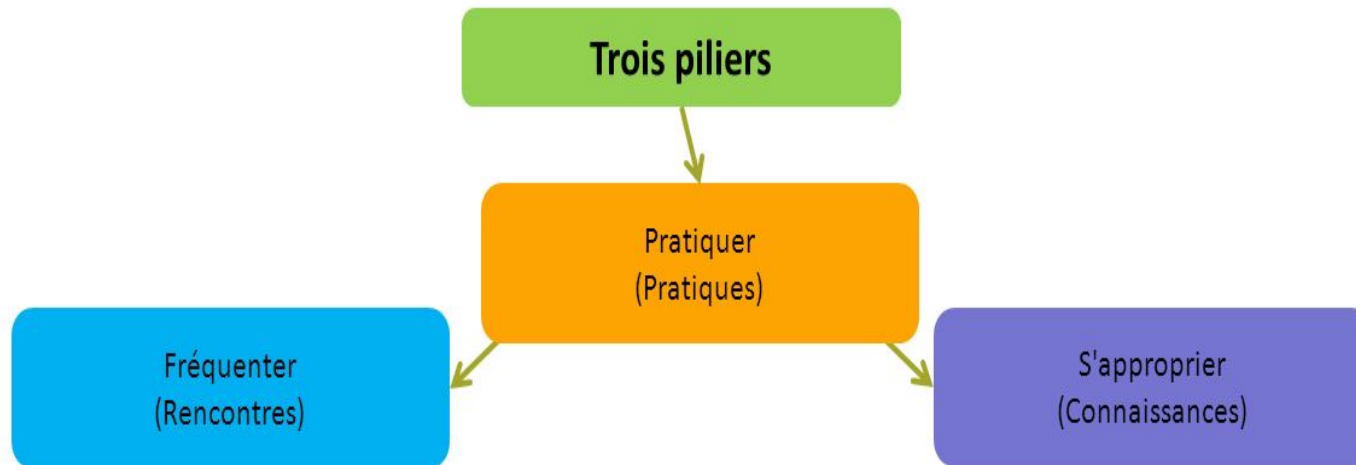 Trois piliers
Pratiquer
(Pratiques)
Fréquenter
(Rencontres)
S'approprier
(Connaissances)